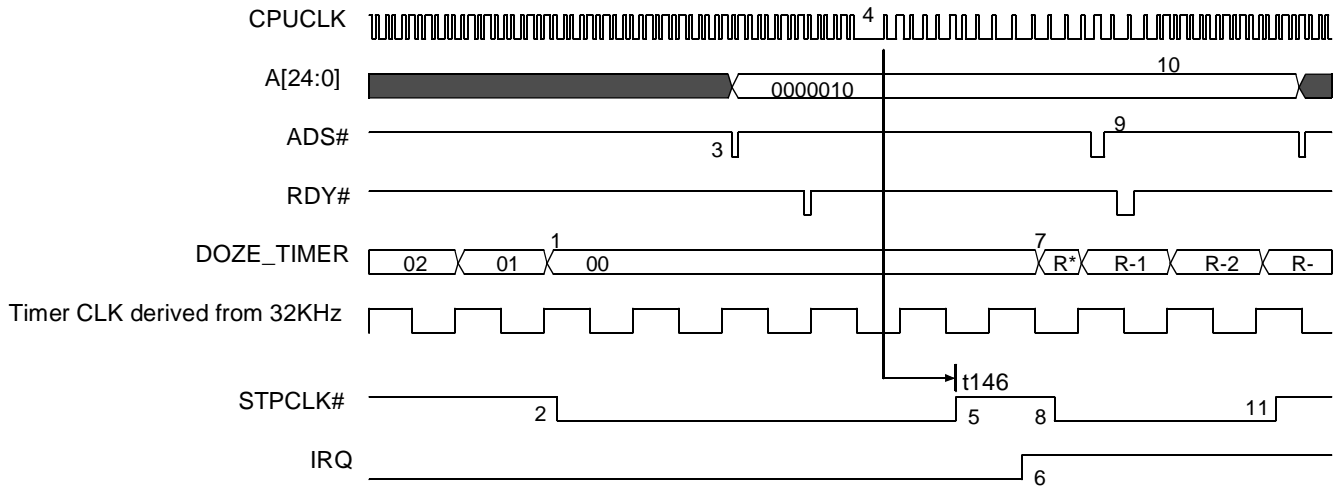 CPUCLK 4
A[24:0] 10
0000010
ADS# 3 9
RDY#
DOZE_TIMER 1 7
02 01 00 R* R-1 R-2 R-
Timer CLK derived from 32KHz
t146
STPCLK# 2 5 8 11
IRQ 6